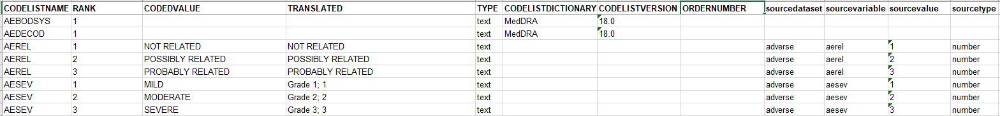 CODELISTNAME RANK CODEDVALUE TRANSLATED TYPE CODELISTDICTIONARY CODELISTVERSION ORDERNUMBER sourcedataset sourcevariable sourcevalue sourcetype
AEBODSYS 1 text MedDRA 18.0
AEDECOD 1 text MedDRA 18.0
AEREL 1 NOT RELATED NOT RELATED text adverse aerel 1 number
AEREL 2 POSSIBLY RELATED POSSIBLY RELATED text adverse aerel 2 number
AEREL 3 PROBABLY RELATED PROBABLY RELATED text adverse aerel 3 number
AESEV 1 MILD Grade 1; 1 text adverse aesev 1 number
AESEV 2 MODERATE Grade 2; 2 text adverse aesev 2 number
AESEV 3 SEVERE Grade 3; 3 text adverse aesev 3 number